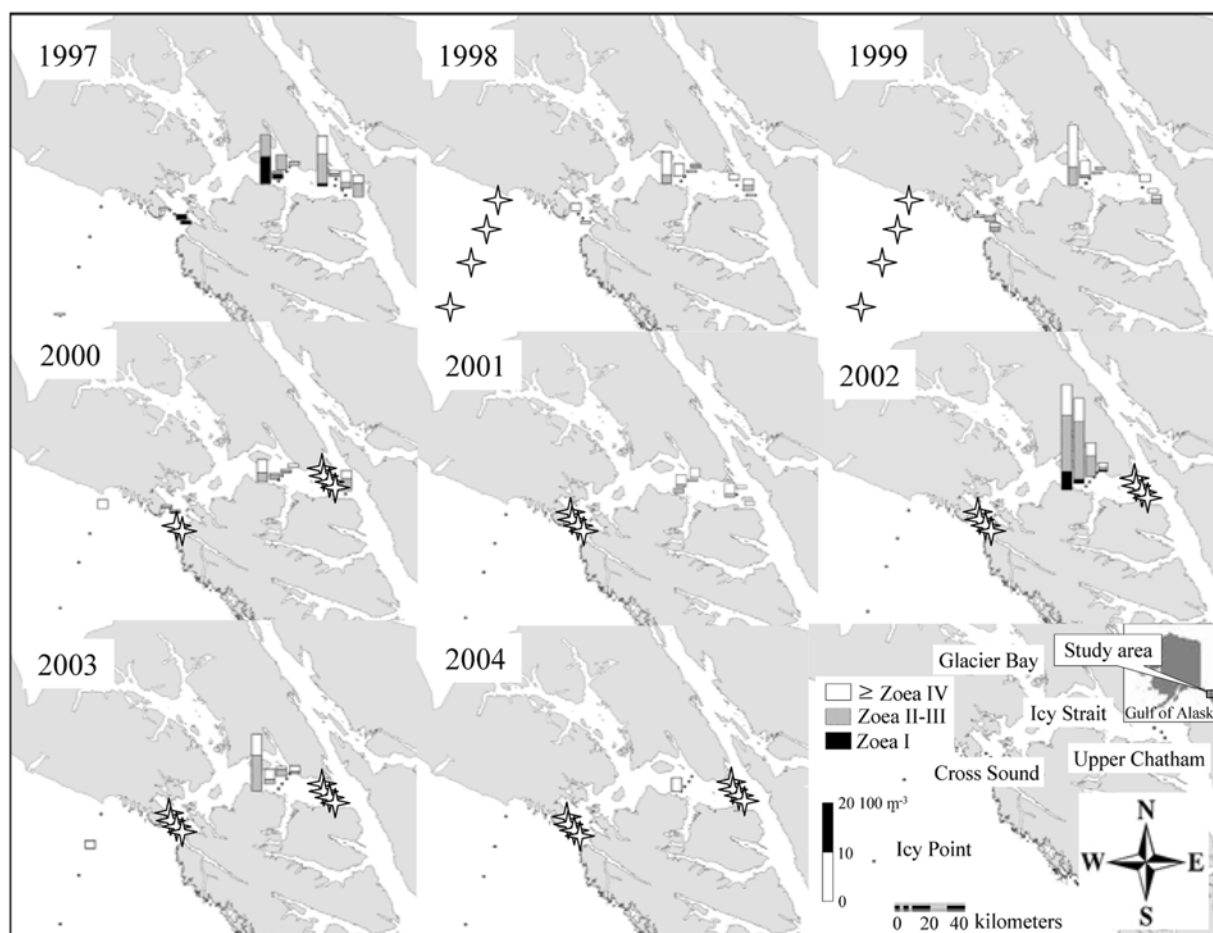 1997
1998
1999
2000
2001
2002
2003
2004
Glacier Bay
Study area
≥ Zoea IV
Zoea II-III
Zoea I
Icy Strait
Gulf of Alask
Cross Sound
Upper Chatham
20 100 m⁻³
10
0
Icy Point
N
W E
S
0 20 40 kilometers